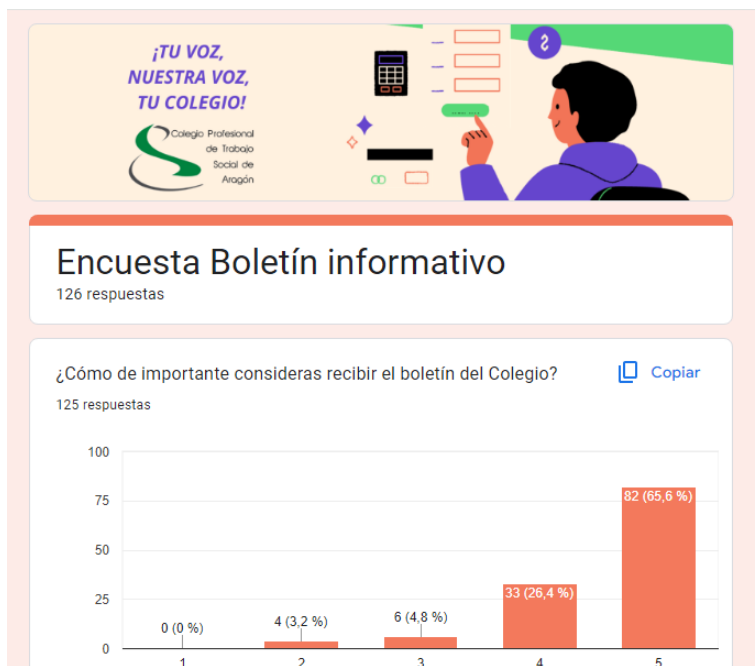 ¡TU VOZ,
NUESTRA VOZ,
TU COLEGIO!
Colegio Profesional
de Trabajo
Social de
Aragón
Encuesta Boletín informativo
126 respuestas
¿Cómo de importante consideras recibir el boletín del Colegio?
Copiar
125 respuestas
100
75
50
25
0
0 (0 %)
4 (3,2 %)
6 (4,8 %)
33 (26,4 %)
82 (65,6 %)
1
2
3
4
5